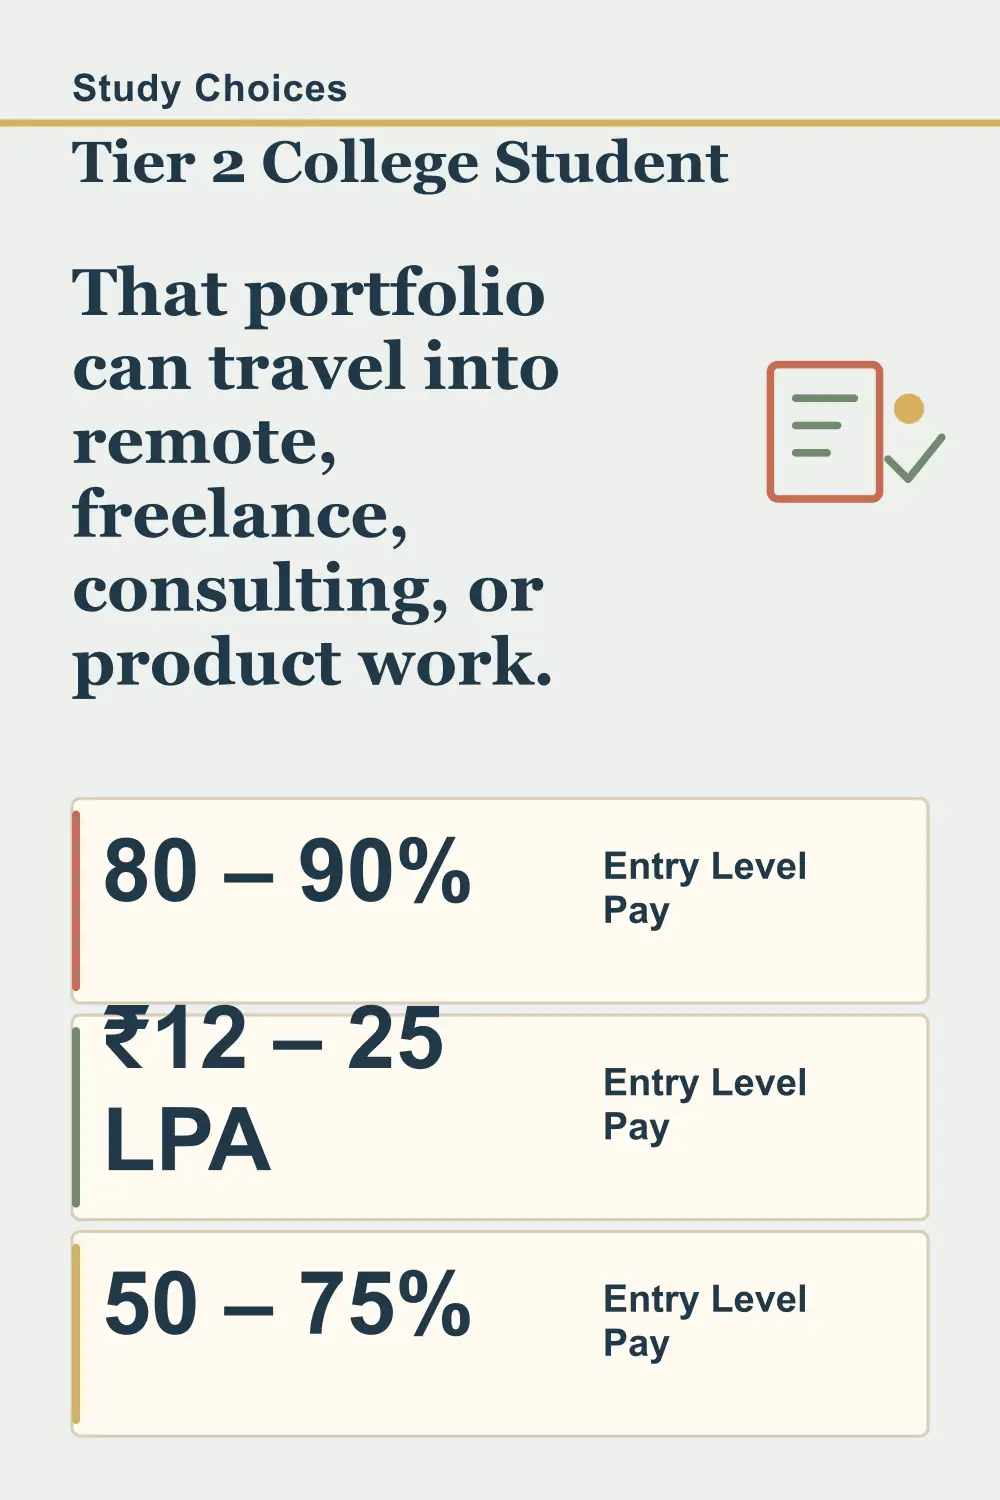 Study Choices
Tier 2 College Student
That portfolio
can travel into
remote,
freelance,
consulting, or
product work.
80 – 90%
Entry Level
Pay
₹12 – 25
LPA
Entry Level
Pay
50 – 75%
Entry Level
Pay